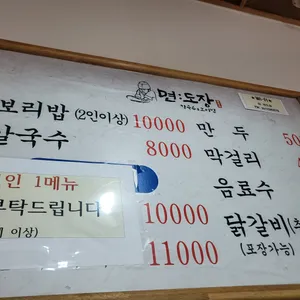 면:도장
보리밥 (2인이상) 10000 만 두
칼국수 8000 막걸리
인 1메뉴
부탁드립니다
이상)
음료수
10000 닭갈비
11000 (포장가능)